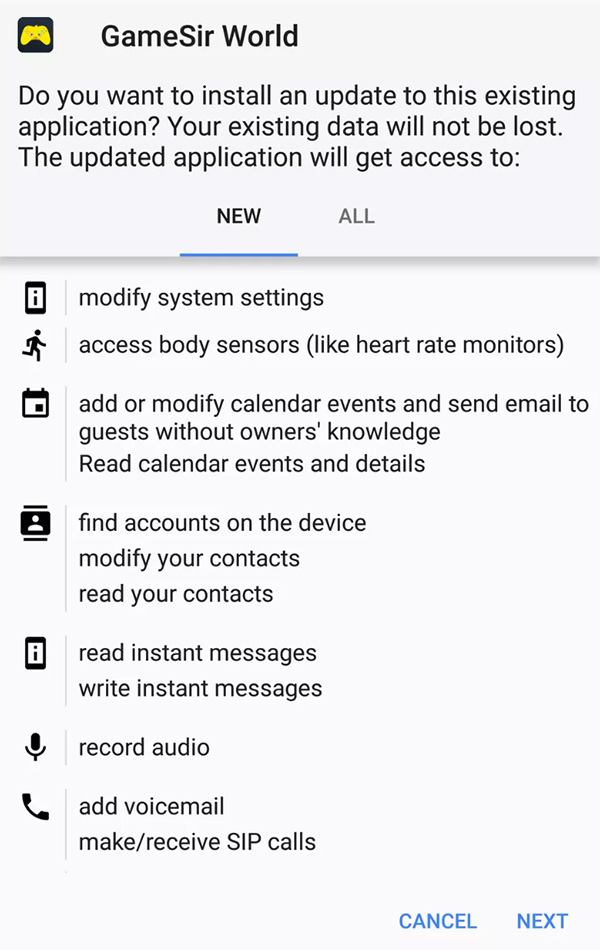 GameSir World
Do you want to install an update to this existing
application? Your existing data will not be lost.
The updated application will get access to:
NEW
ALL
modify system settings
access body sensors (like heart rate monitors)
add or modify calendar events and send email to
guests without owners' knowledge
Read calendar events and details
find accounts on the device
modify your contacts
read your contacts
read instant messages
write instant messages
record audio
add voicemail
make/receive SIP calls
CANCEL
NEXT